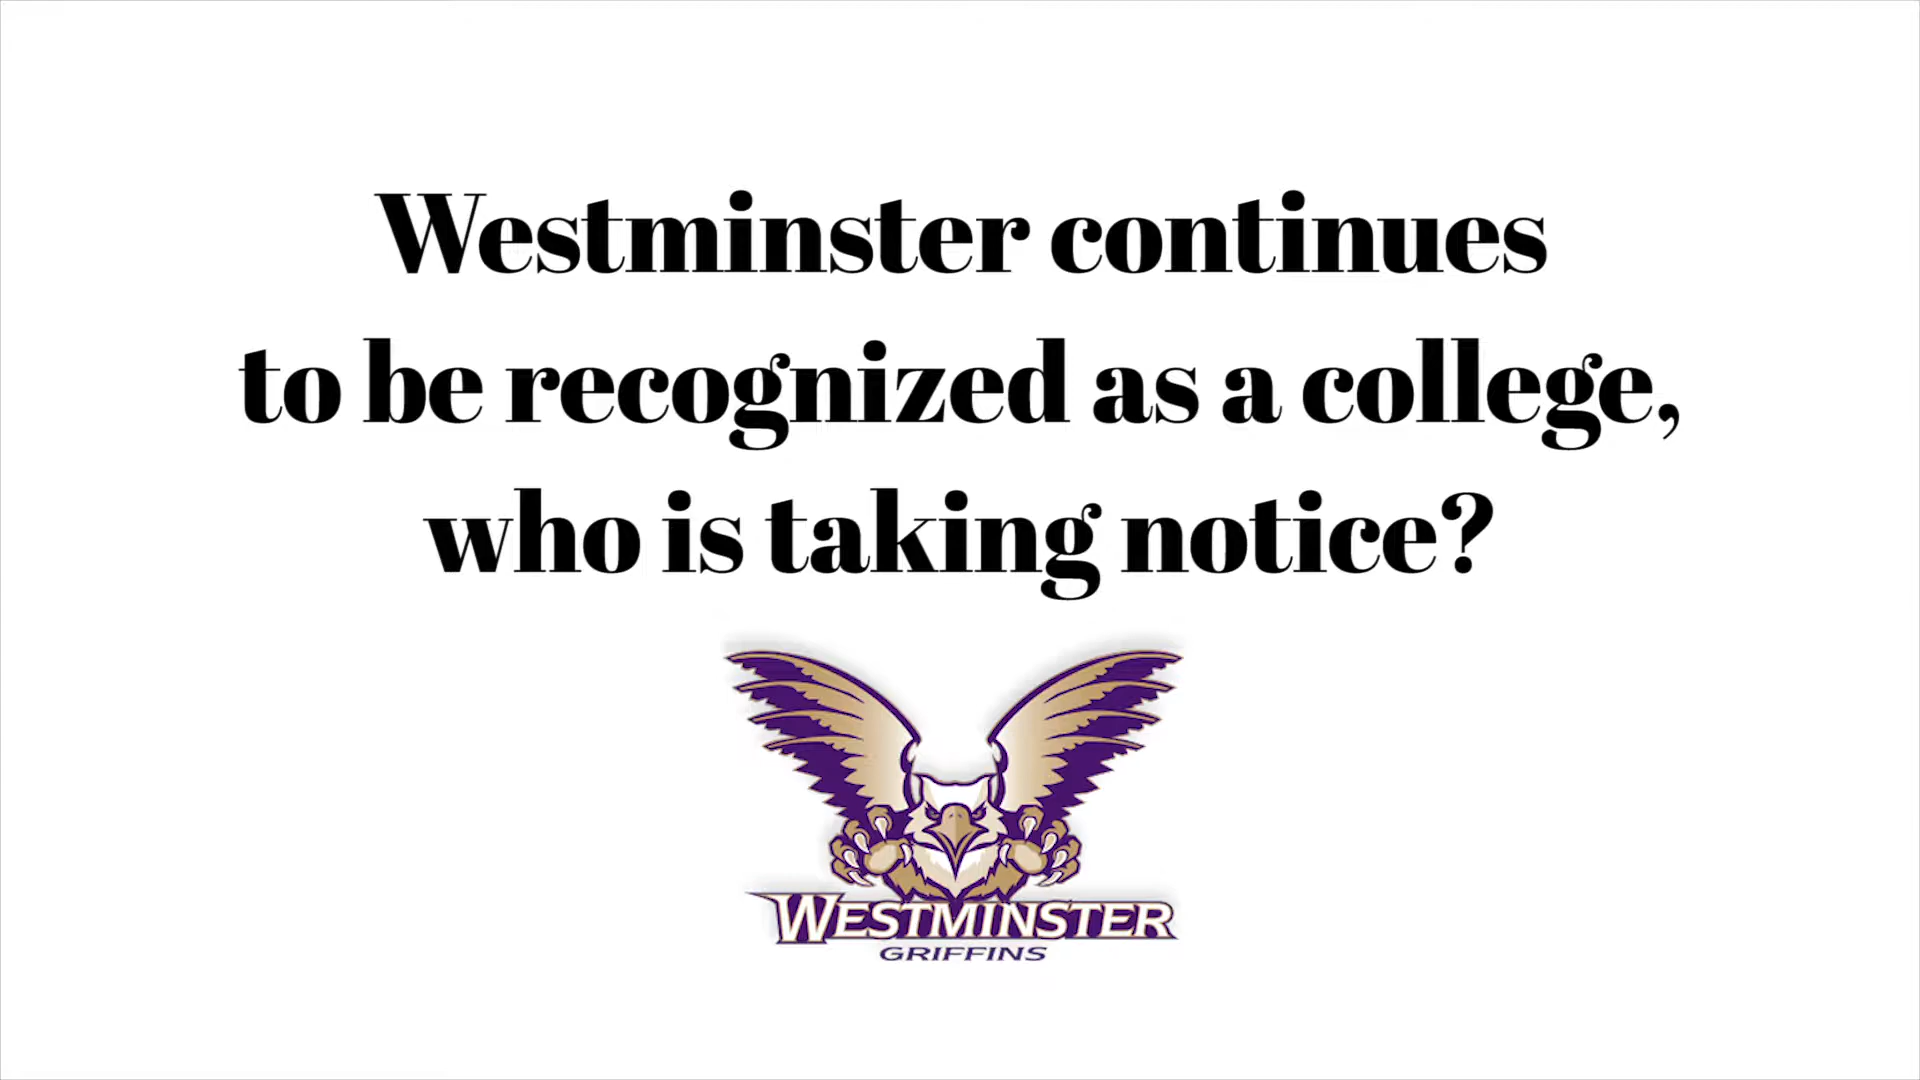 Westminster continues
to be recognized as a college,
who is taking notice?
WESTMINSTER
GRIFFINS